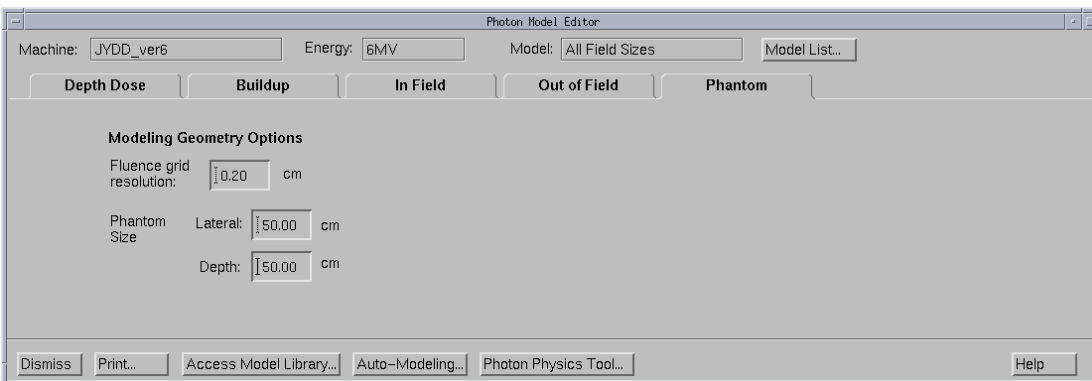 Photon Model Editor
Machine: JYDD_ver6 Energy: 6MV Model: All Field Sizes Model List...
Depth Dose Buildup In Field Out of Field Phantom
Modeling Geometry Options
Fluence grid
resolution: 0.20 cm
Phantom
Size Lateral: 50.00 cm
Depth: 50.00 cm
Dismiss Print... Access Model Library... Auto-Modeling... Photon Physics Tool... Help